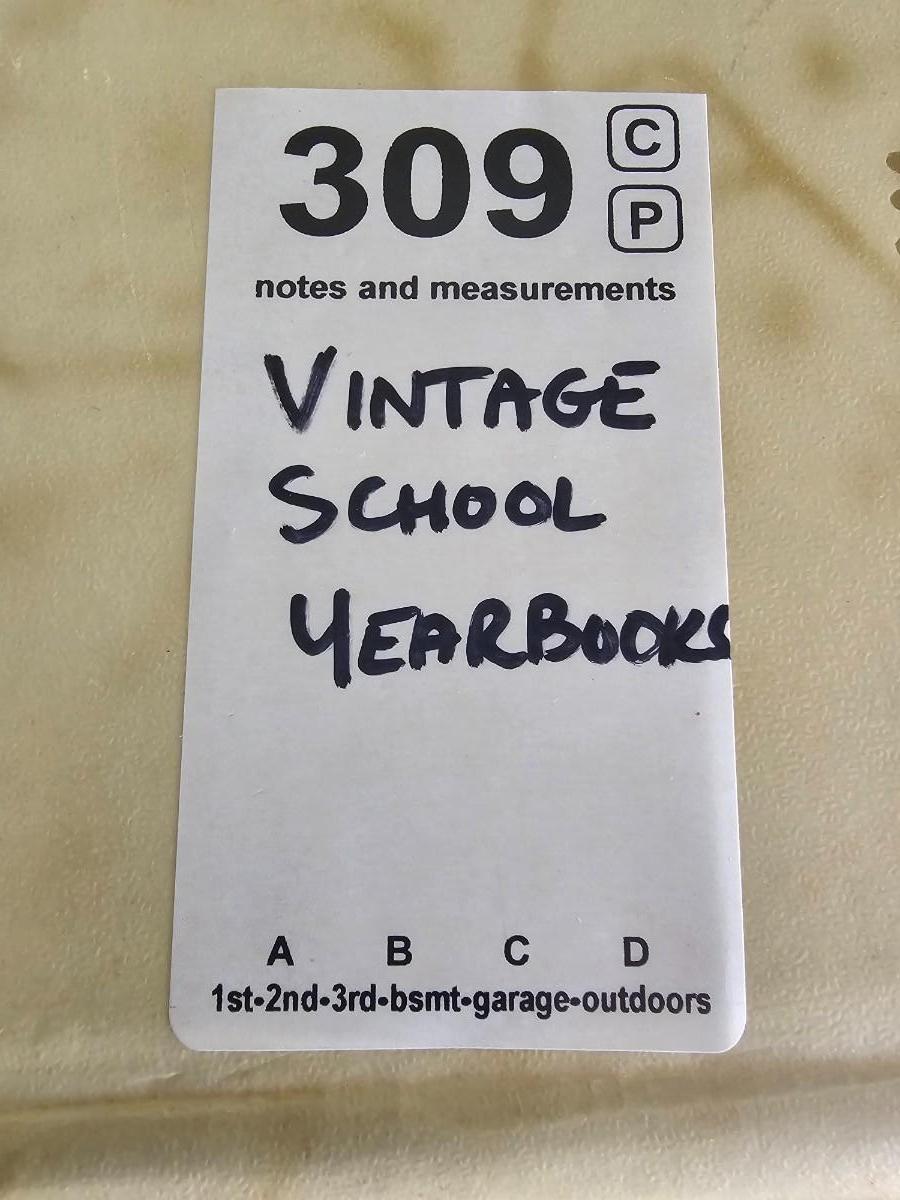 309 C
P
notes and measurements
VINTAGE
SCHOOL
YEARBOOKS
A B C D
1st•2nd•3rd•bsmt•garage•outdoors